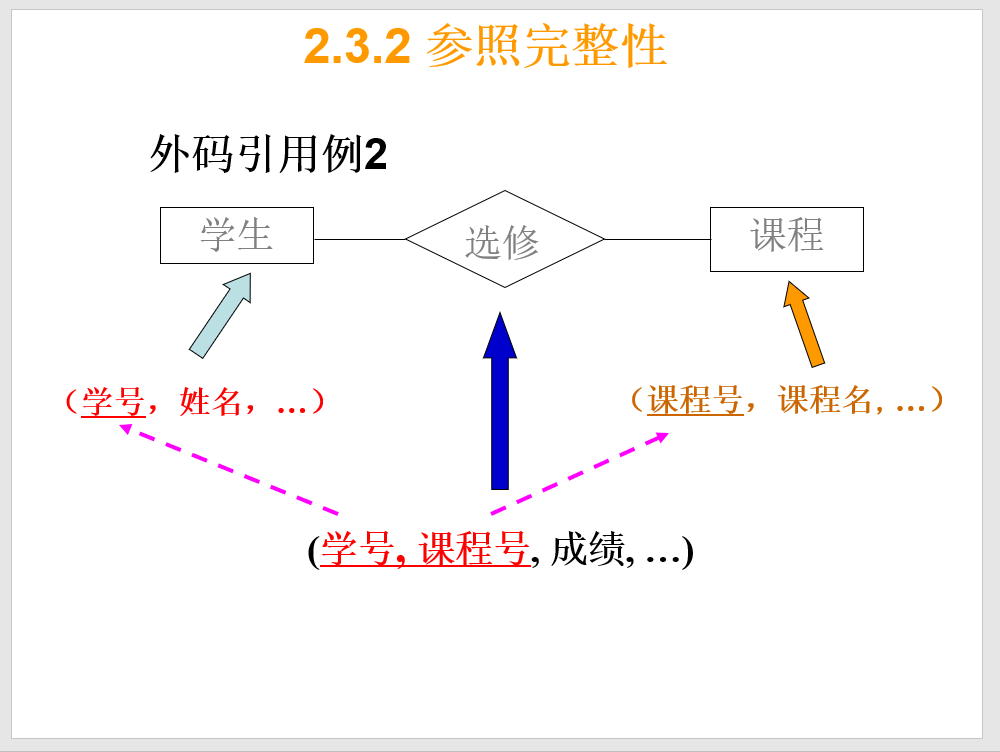 2.3.2 参照完整性
外码引用例2
学生
选修
课程
（学号，姓名，…）
（课程号，课程名, …）
(学号, 课程号, 成绩, …)